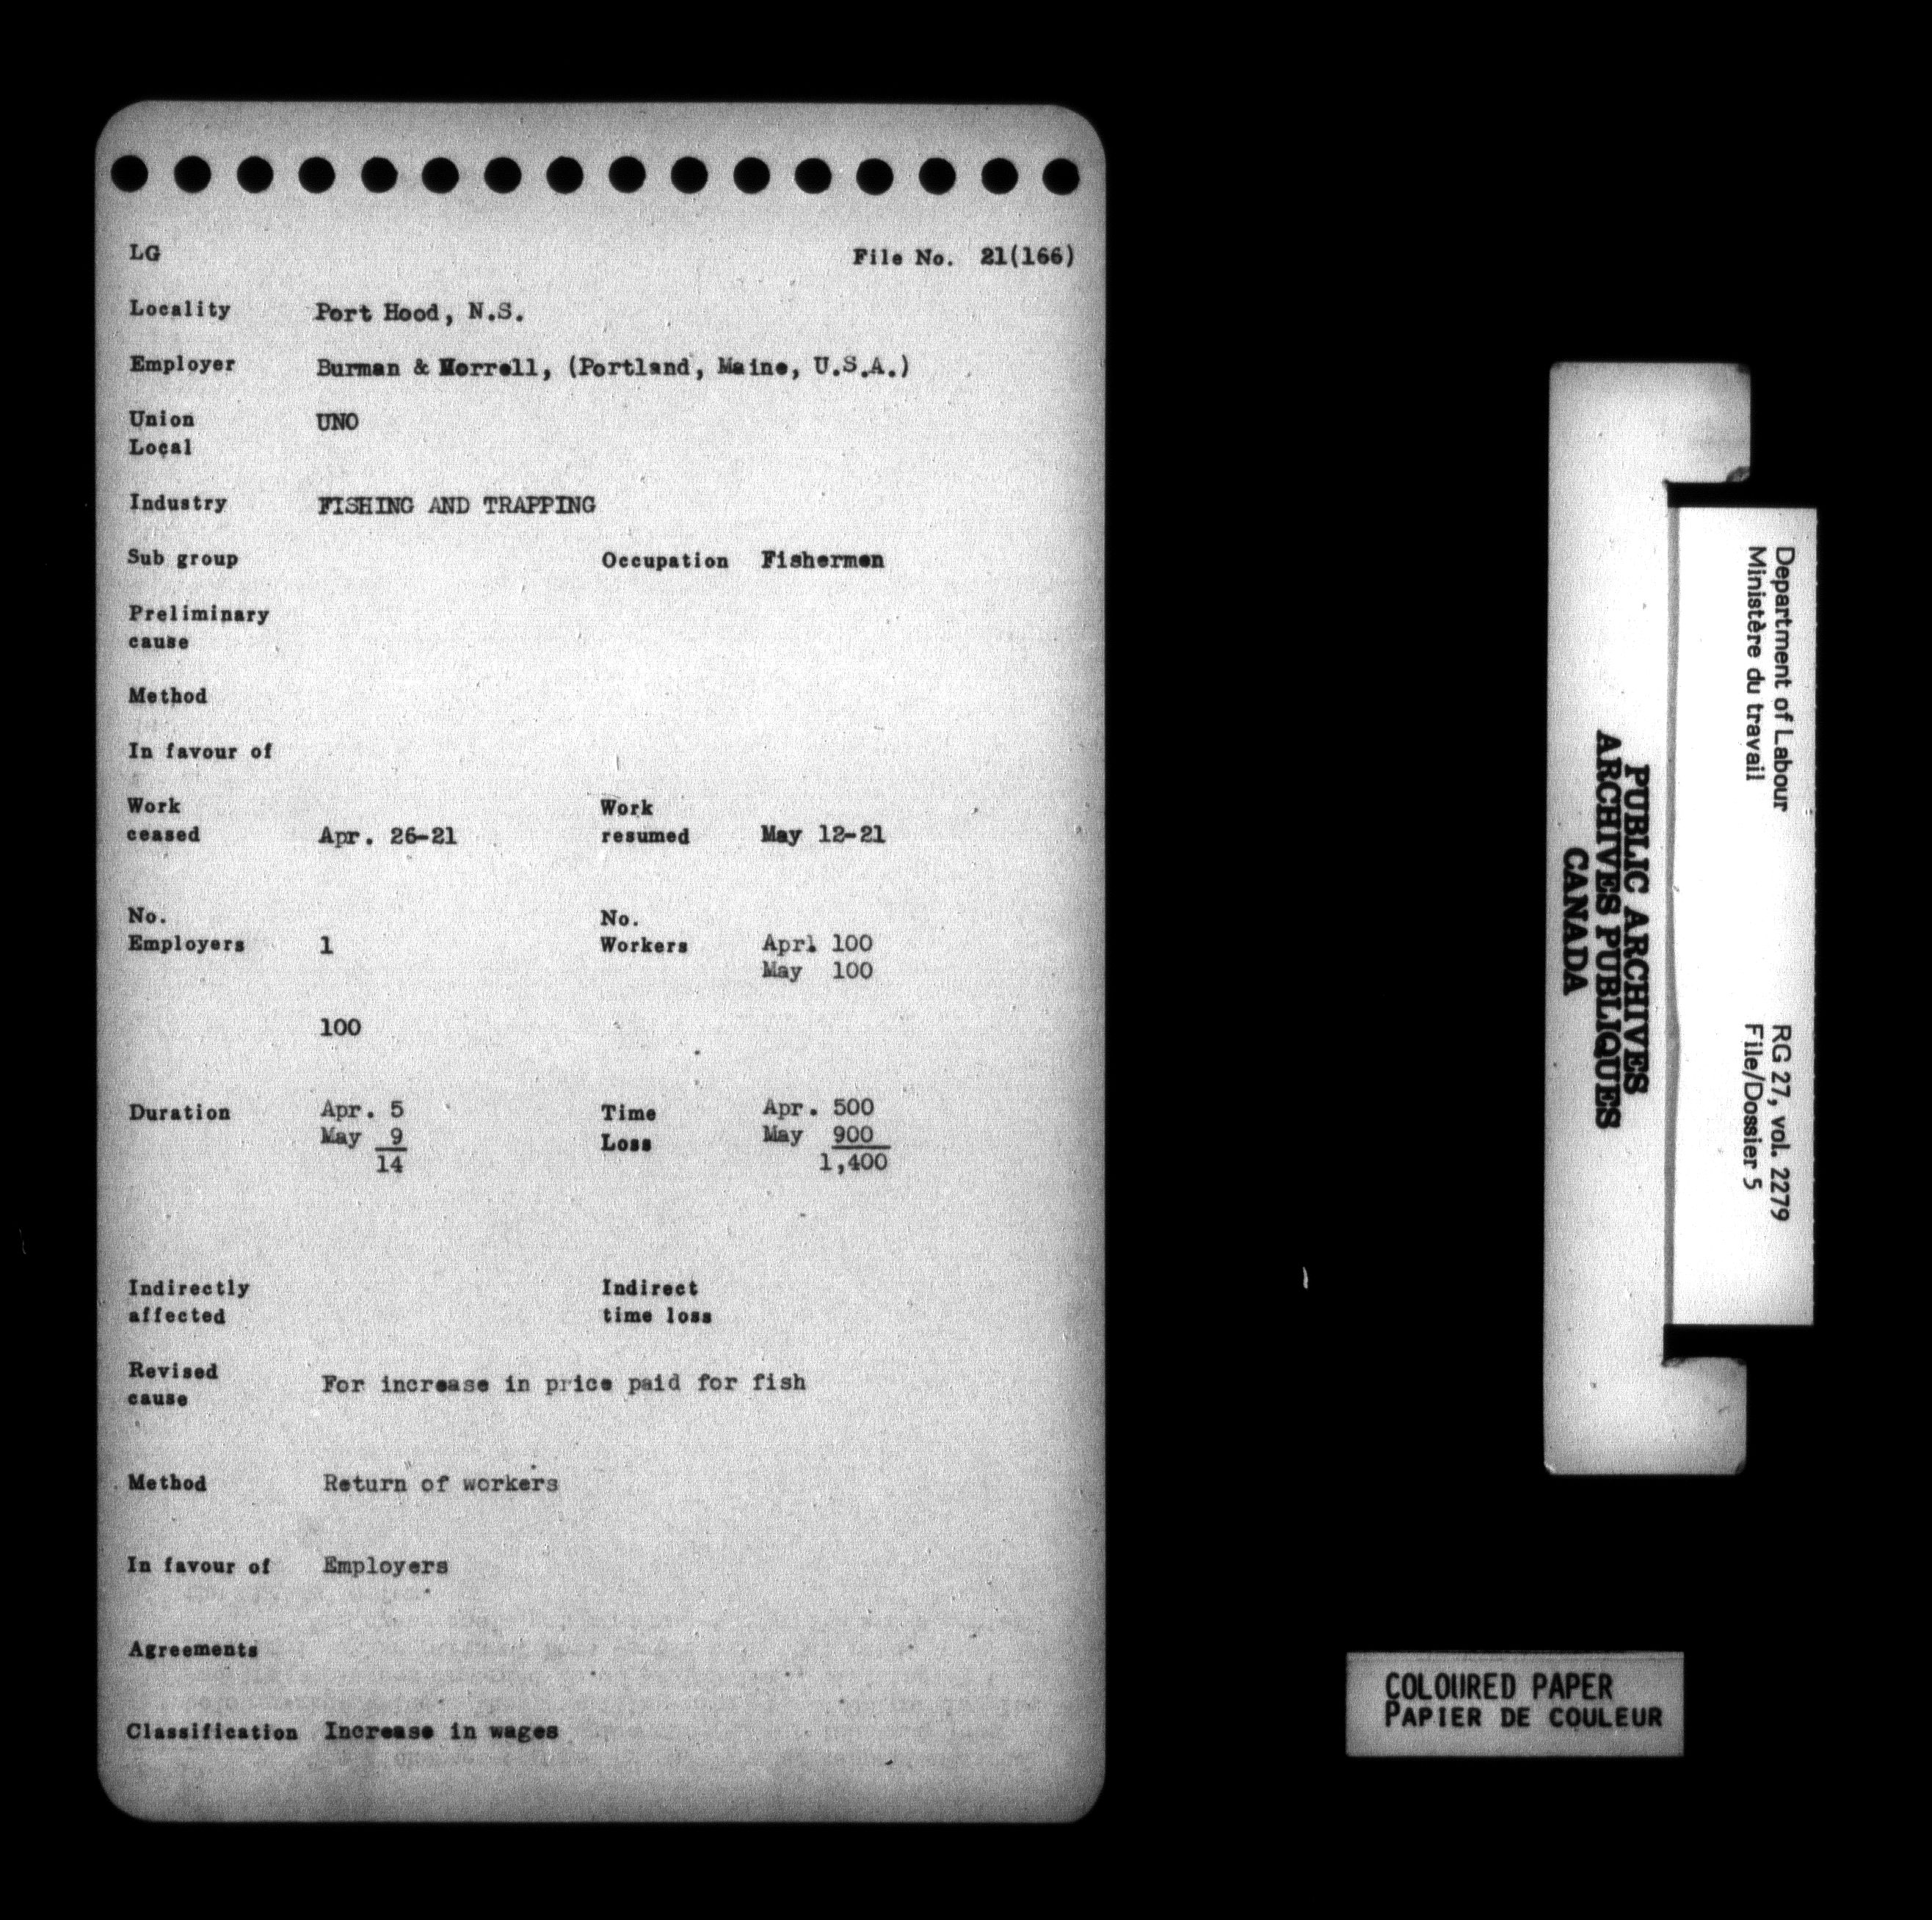 LG File No. 21(166)
Locality Port Hood, N.S.
Employer Burman & Morrell, (Portland, Maine, U.S.A.)
Union UNO
Local
Industry FISHING AND TRAPPING
Sub group Occupation Fishermen
Preliminary
cause
Method
In favour of
Work Work
ceased Apr. 26-21 resumed May 12-21
No. No.
Employers 1 Workers Aprl 100
May 100
100
Duration Apr. 5 Time Apr. 500
May 9 Loss May 900
14 1,400
Indirectly Indirect
affected time loss
Revised
cause For increase in price paid for fish
Method Return of workers
In favour of Employers
Agreements
Classification Increase in wages
PUBLIC ARCHIVES
ARCHIVES PUBLIQUES
CANADA
Department of Labour RG 27, vol. 2279
Ministère du travail File/Dossier 5
COLOURED PAPER
PAPIER DE COULEUR